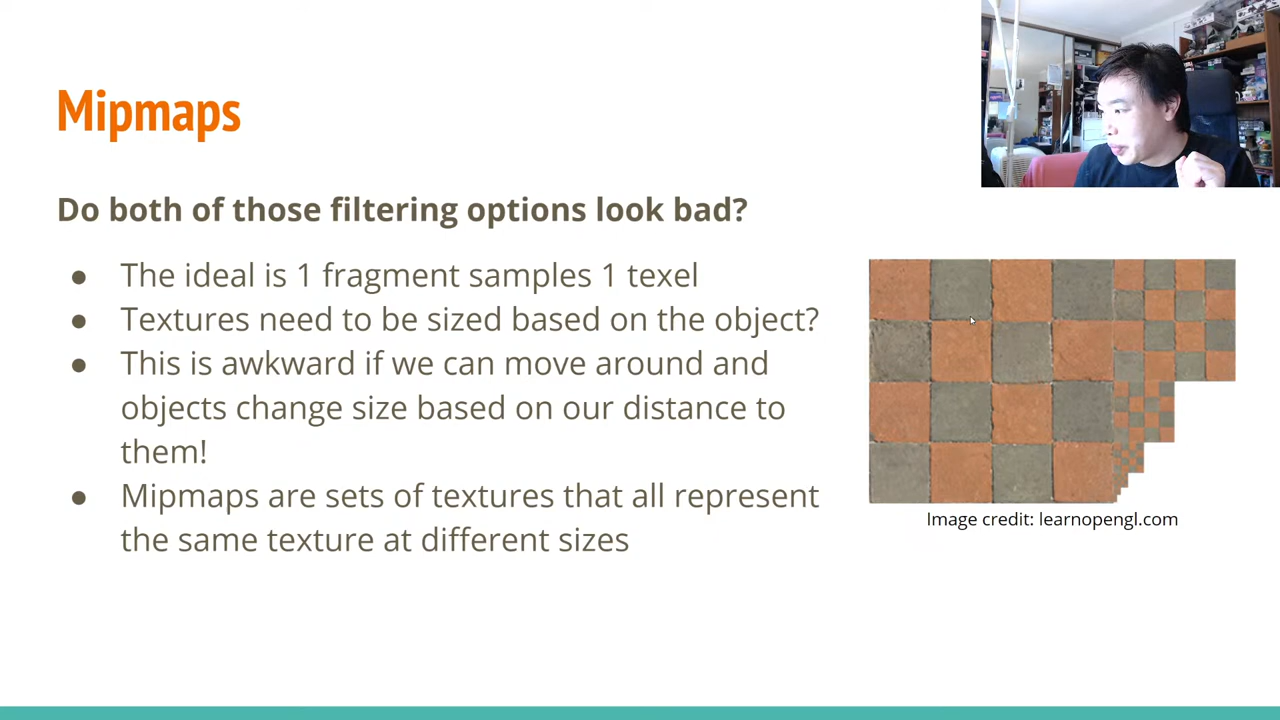 Mipmaps
Do both of those filtering options look bad?
● The ideal is 1 fragment samples 1 texel
● Textures need to be sized based on the object?
● This is awkward if we can move around and
objects change size based on our distance to
them!
● Mipmaps are sets of textures that all represent
the same texture at different sizes
Image credit: learnopengl.com